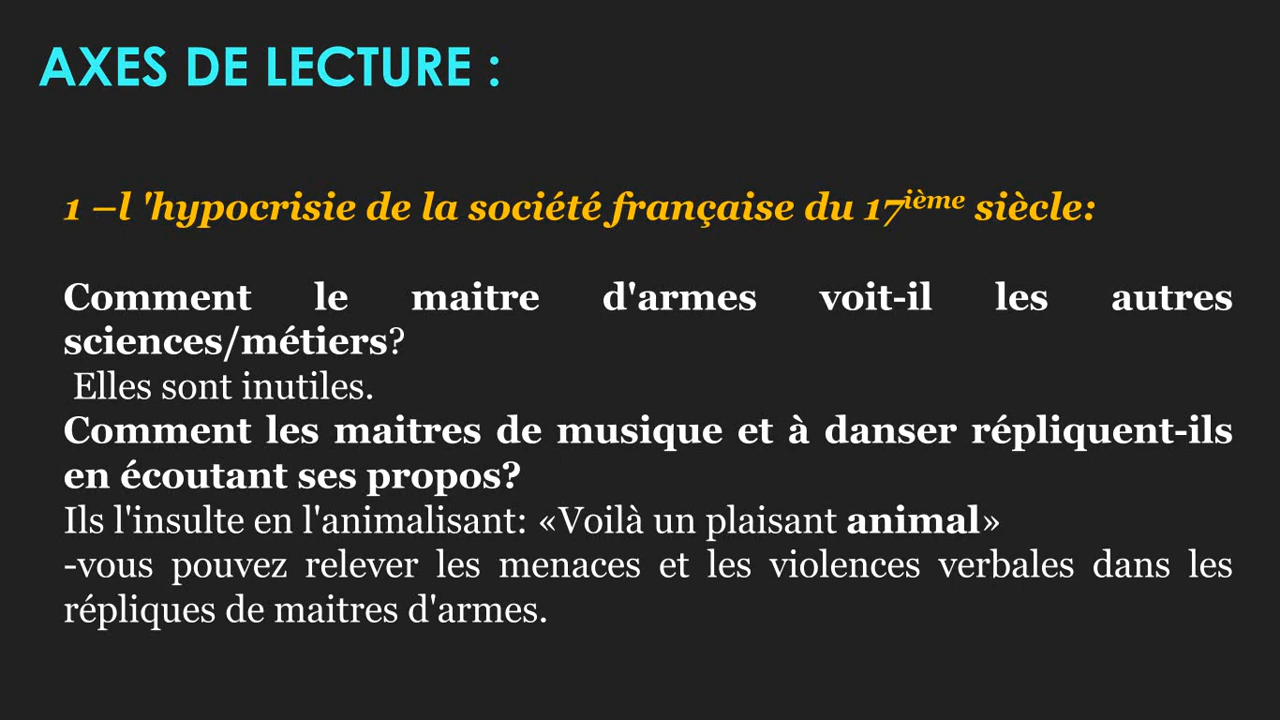 AXES DE LECTURE :
1 –l 'hypocrisie de la société française du 17ième siècle:
Comment le maitre d'armes voit-il les autres
sciences/métiers?
Elles sont inutiles.
Comment les maitres de musique et à danser répliquent-ils
en écoutant ses propos?
Ils l'insulte en l'animalisant: «Voilà un plaisant animal»
-vous pouvez relever les menaces et les violences verbales dans les
répliques de maitres d'armes.